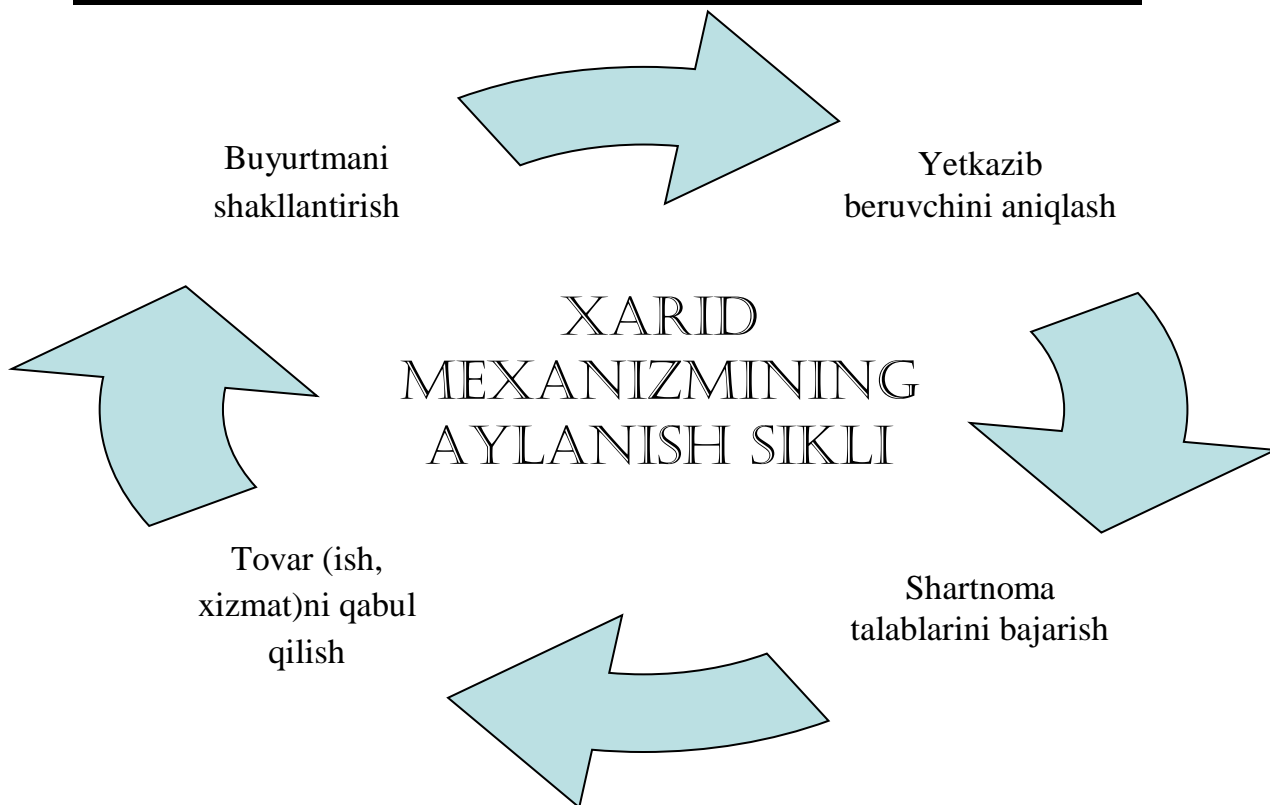 Buyurtmani
shakllantirish
Yetkazib
beruvchini aniqlash
XARID
MEXANIZMINING
AYLANISH SIKLI
Tovar (ish,
xizmat)ni qabul
qilish
Shartnoma
talablarini bajarish